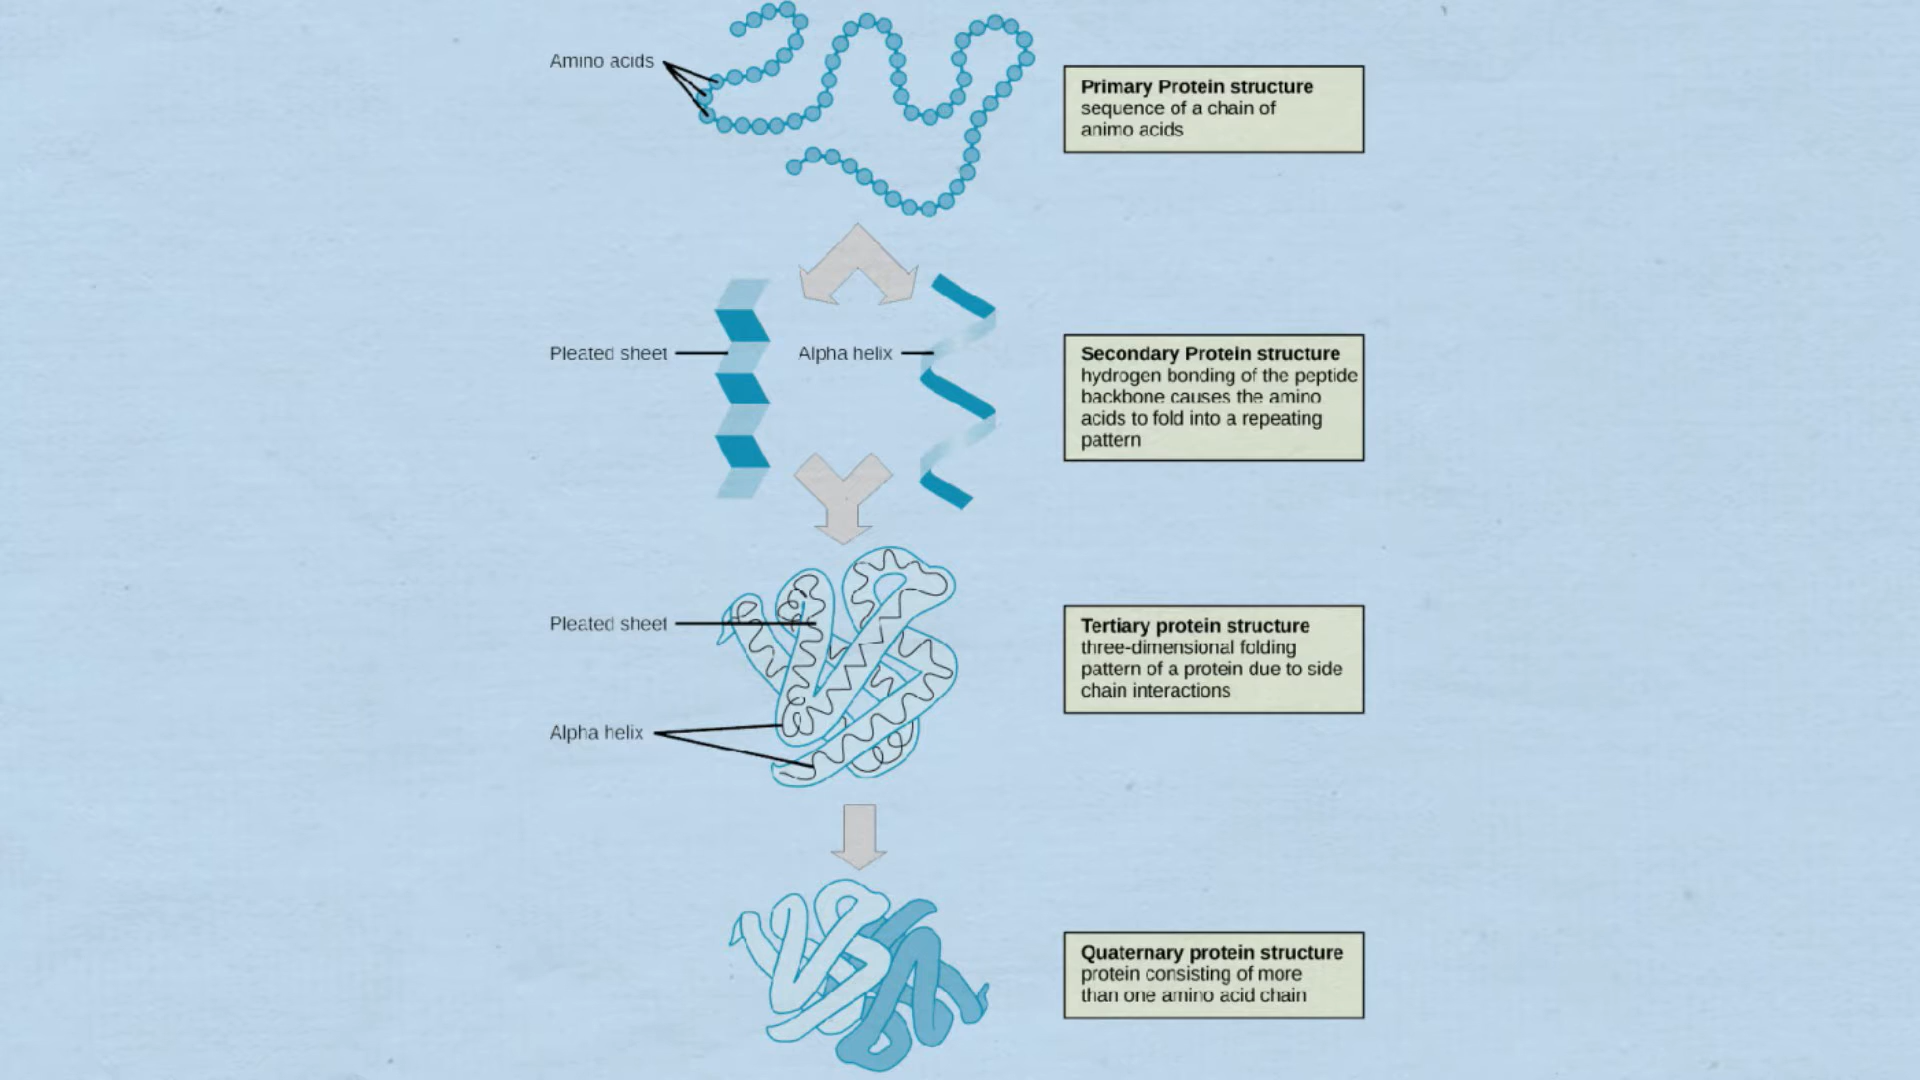 Amino acids
Primary Protein structure
sequence of a chain of
animo acids
Pleated sheet
Alpha helix
Secondary Protein structure
hydrogen bonding of the peptide
backbone causes the amino
acids to fold into a repeating
pattern
Pleated sheet
Alpha helix
Tertiary protein structure
three-dimensional folding
pattern of a protein due to side
chain interactions
Quaternary protein structure
protein consisting of more
than one amino acid chain